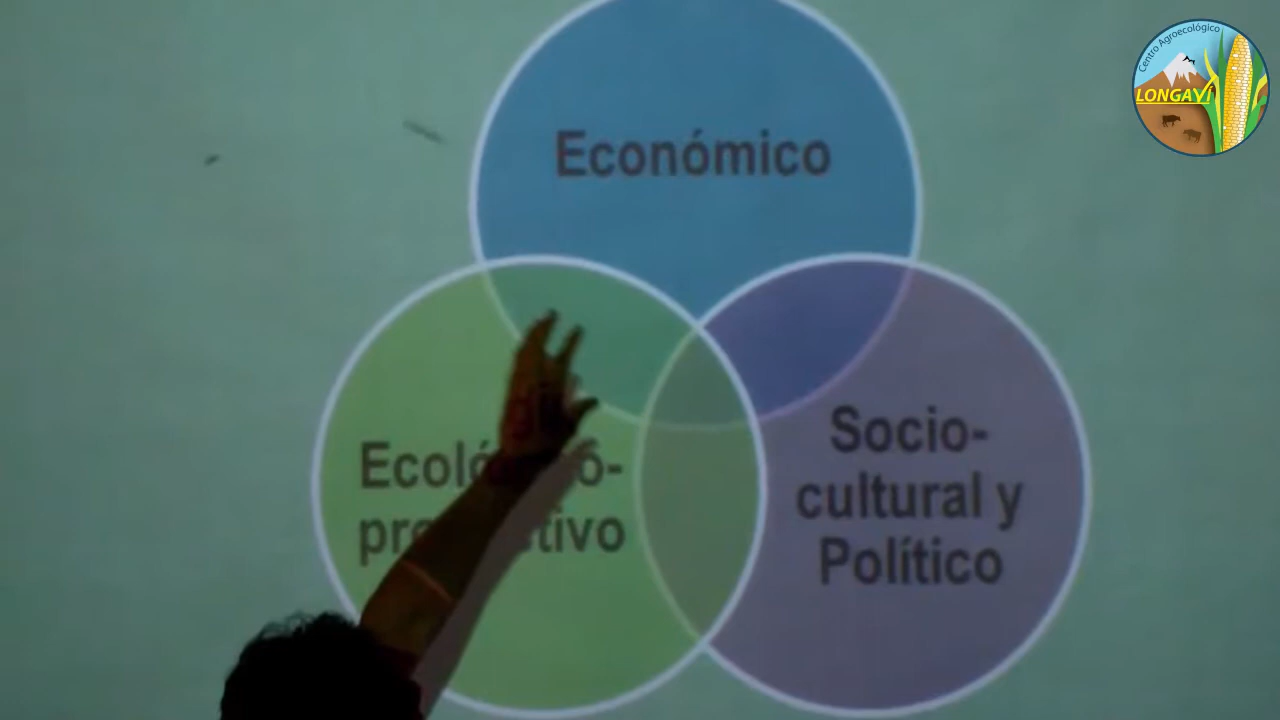 Centro Agroecológico
LONGAVÍ
Económico
Socio-
cultural y
Político